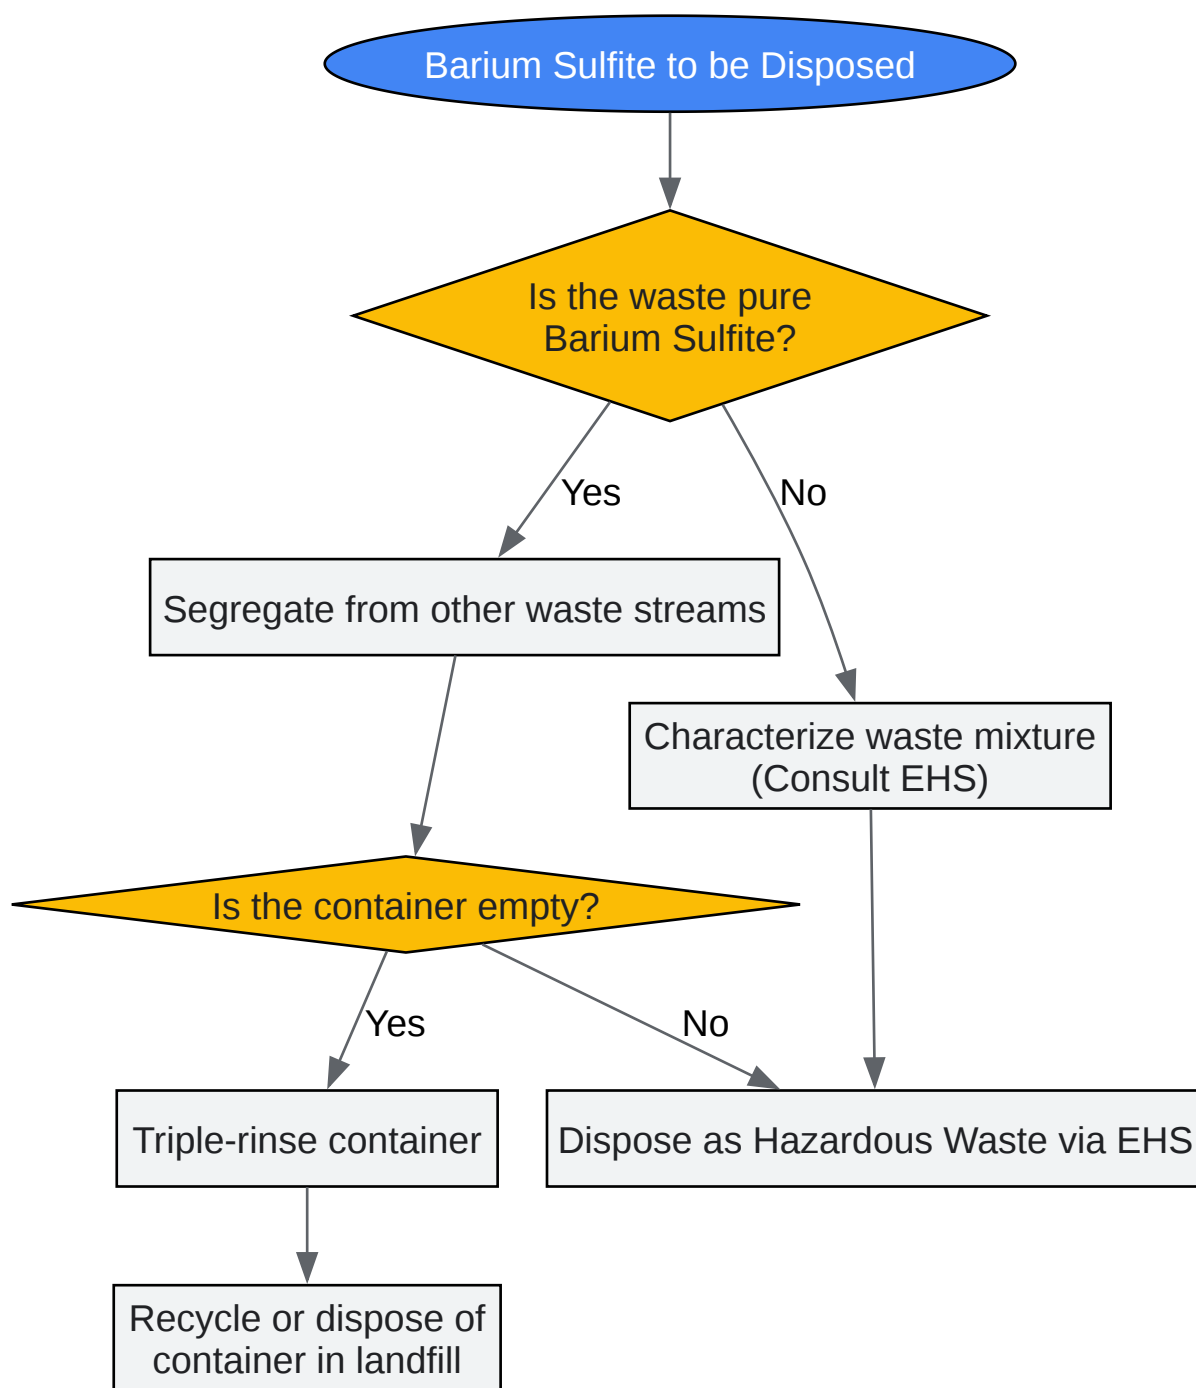 Barium Sulfite to be Disposed
Is the waste pure
Barium Sulfite?
Yes
No
Segregate from other waste streams
Characterize waste mixture
(Consult EHS)
Is the container empty?
Yes
No
Triple-rinse container
Dispose as Hazardous Waste via EHS
Recycle or dispose of
container in landfill